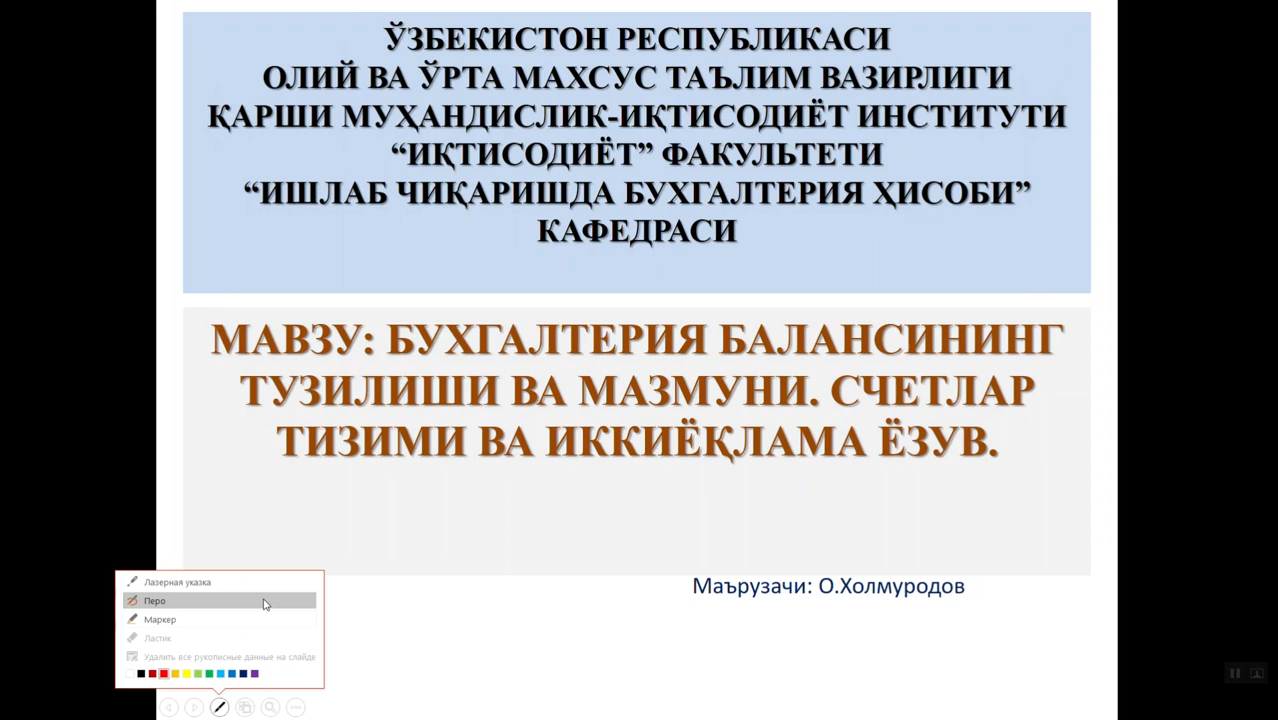 ЎЗБЕКИСТОН РЕСПУБЛИКАСИ
ОЛИЙ ВА ЎРТА МАХСУС ТАЪЛИМ ВАЗИРЛИГИ
ҚАРШИ МУҲАНДИСЛИК-ИҚТИСОДИЁТ ИНСТИТУТИ
“ИҚТИСОДИЁТ” ФАКУЛЬТЕТИ
“ИШЛАБ ЧИҚАРИШДА БУХГАЛТЕРИЯ ҲИСОБИ”
КАФЕДРАСИ
МАВЗУ: БУХГАЛТЕРИЯ БАЛАНСИНИНГ
ТУЗИЛИШИ ВА МАЗМУНИ. СЧЕТЛАР
ТИЗИМИ ВА ИККИЁҚЛАМА ЁЗУВ.
Маърузачи: О.Холмуродов
Лазерная указка
Перо
Маркер
Ластик
Удалить все рукописные данные на слайде